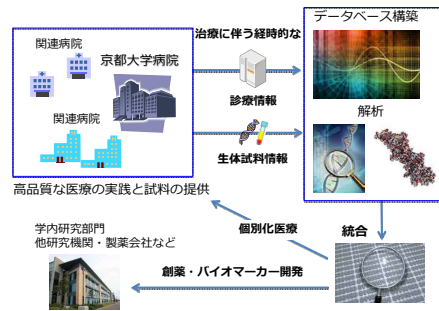 関連病院
京都大学病院
関連病院
高品質な医療の実践と試料の提供
治療に伴う経時的な
診療情報
生体試料情報
データベース構築
解析
統合
個別化医療
創薬・バイオマーカー開発
学内研究部門
他研究機関・製薬会社など